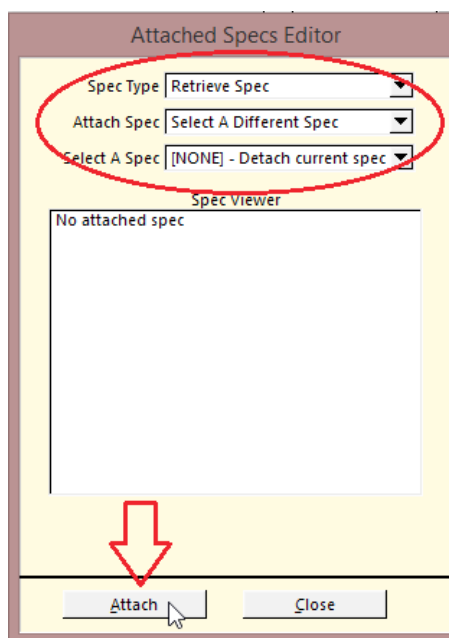 Attached Specs Editor
Spec Type Retrieve Spec
Attach Spec Select A Different Spec
Select A Spec [NONE] - Detach current spec
Spec Viewer
No attached spec
Attach Close